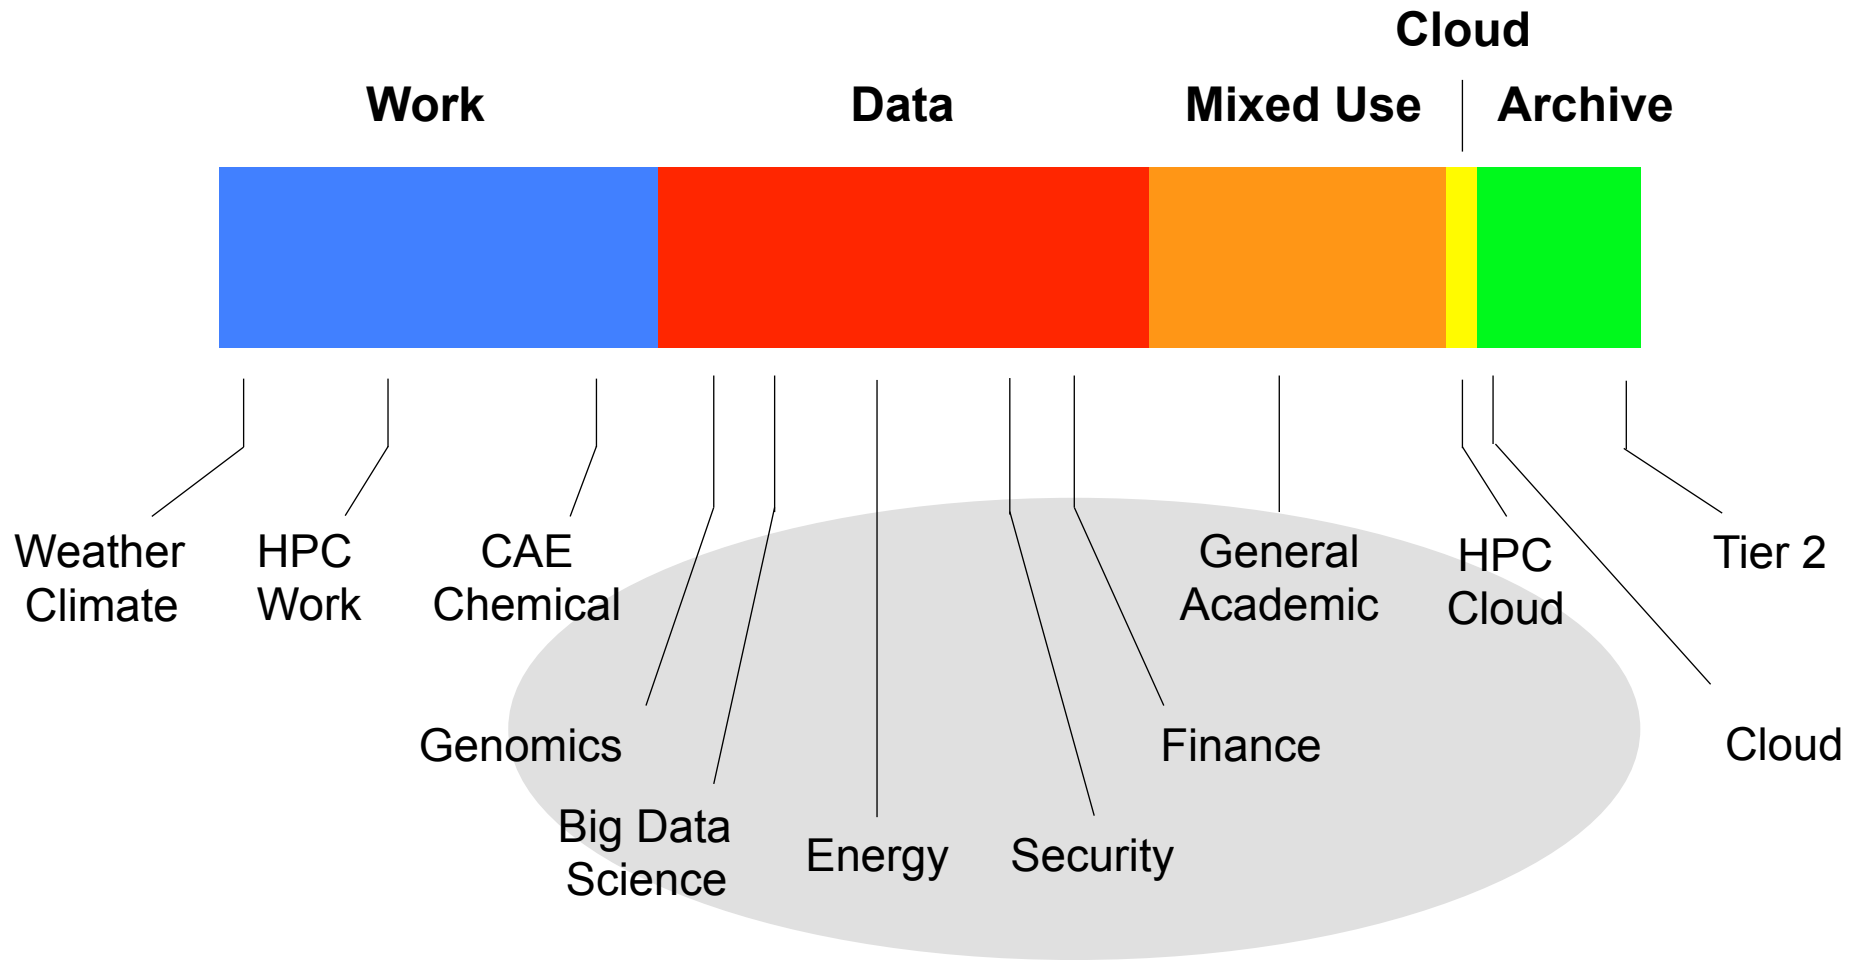 Cloud
Work
Data
Mixed Use
Archive
Weather
Climate
HPC
Work
CAE
Chemical
General
Academic
HPC
Cloud
Tier 2
Genomics
Finance
Cloud
Big Data
Science
Energy
Security